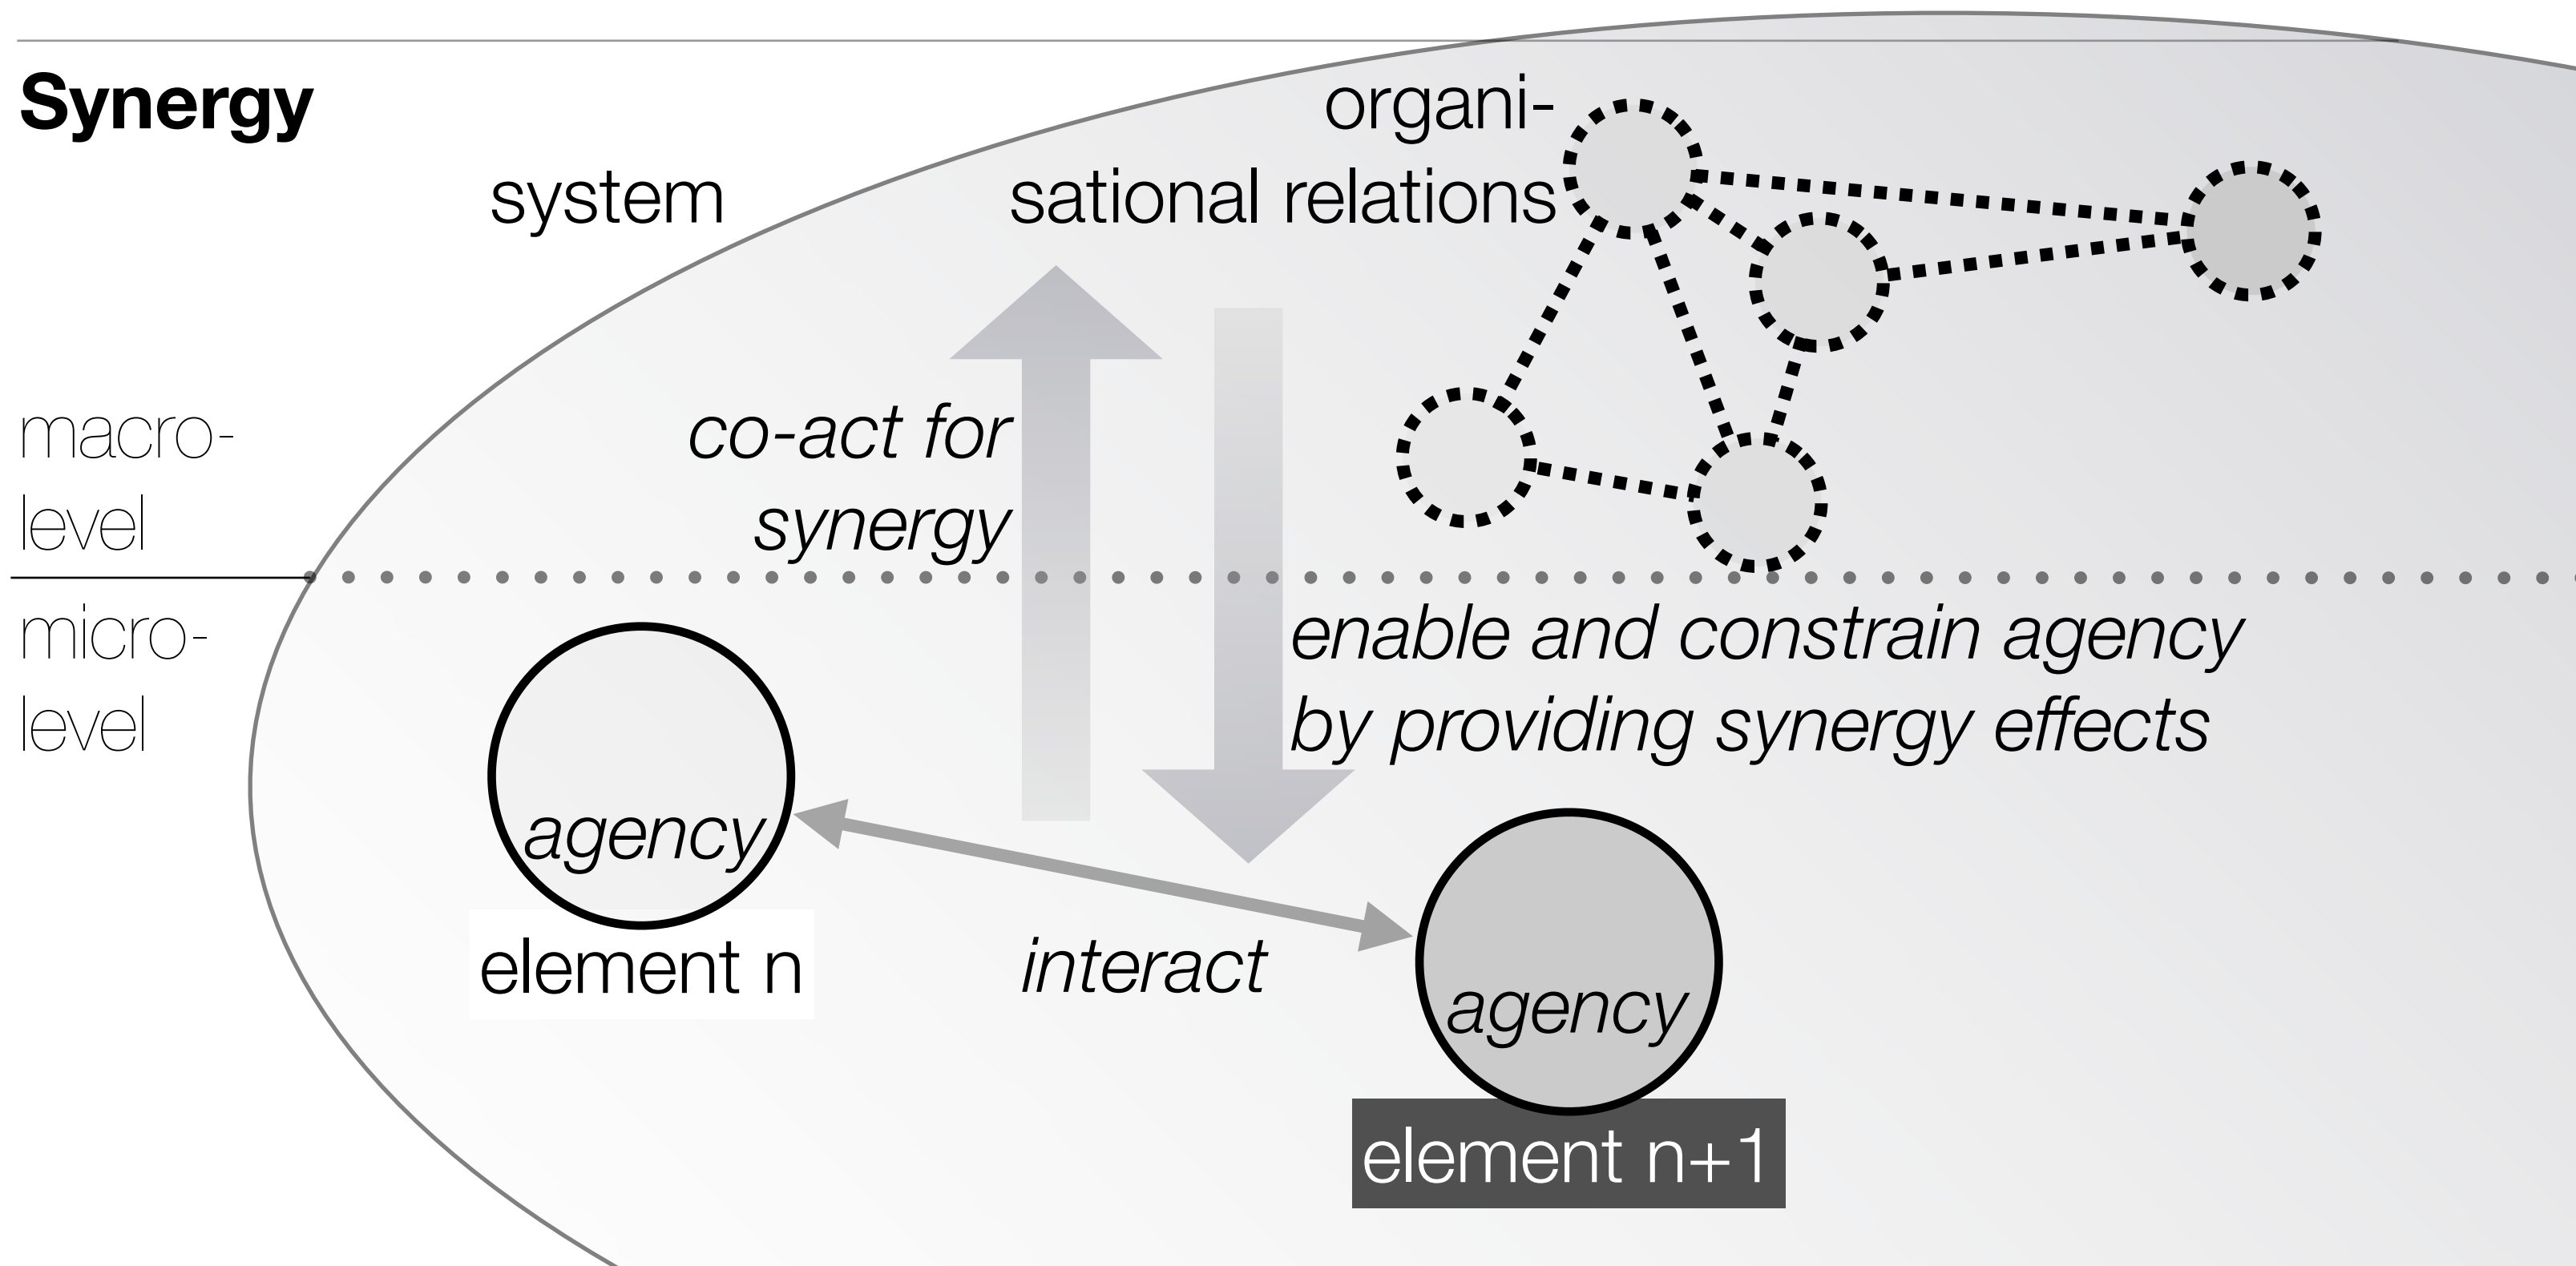 Synergy
system
organi-
sational relations
macro-
level
co-act for
synergy
micro-
level
enable and constrain agency
by providing synergy effects
agency
element n
interact
agency
element n+1